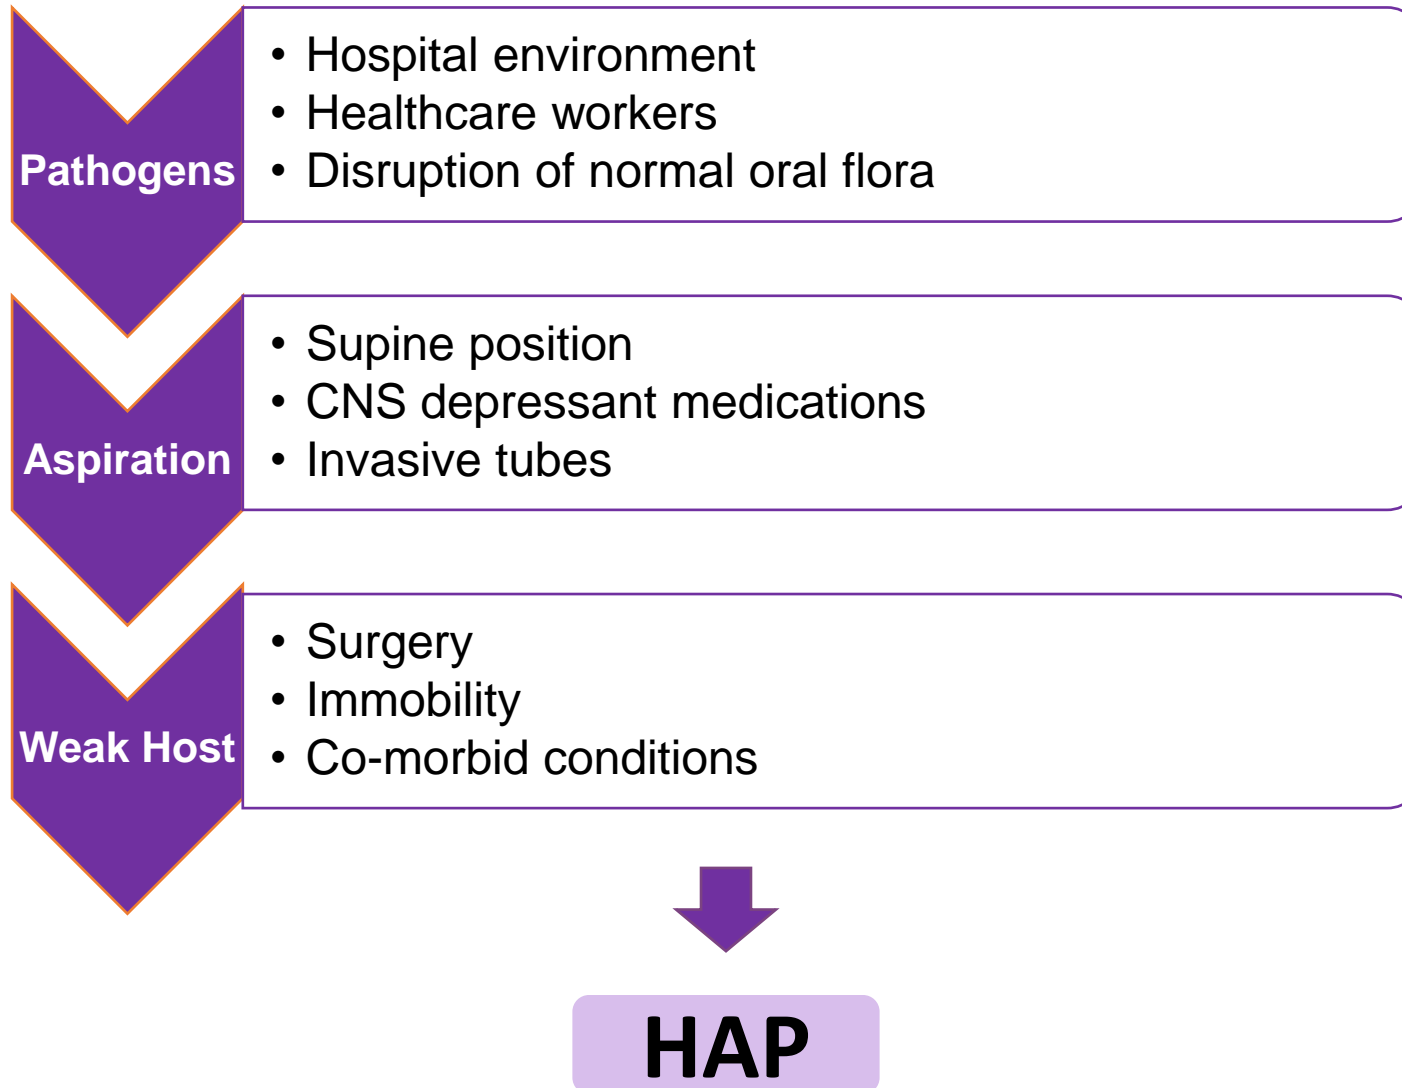 Pathogens
• Hospital environment
• Healthcare workers
• Disruption of normal oral flora
Aspiration
• Supine position
• CNS depressant medications
• Invasive tubes
Weak Host
• Surgery
• Immobility
• Co-morbid conditions
HAP